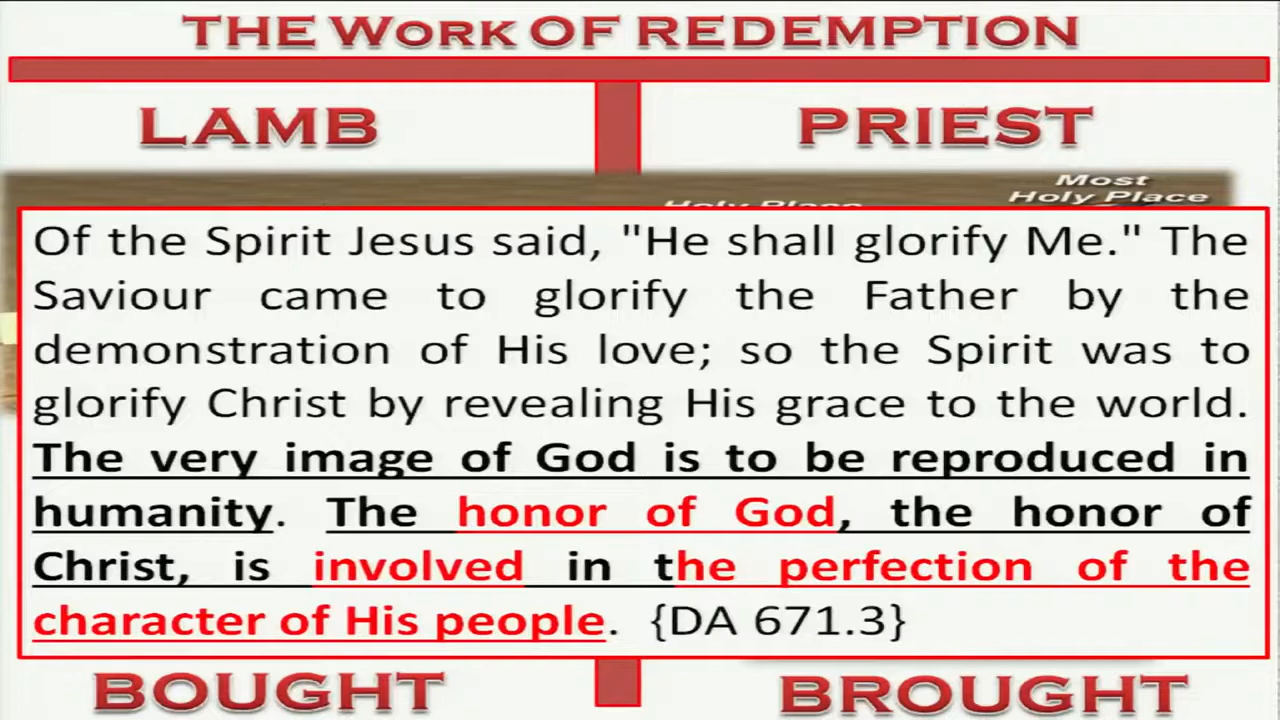 THE WORK OF REDEMPTION
LAMB
PRIEST
Most
Holy Place
Holy Place
Of the Spirit Jesus said, "He shall glorify Me." The
Saviour came to glorify the Father by the
demonstration of His love; so the Spirit was to
glorify Christ by revealing His grace to the world.
The very image of God is to be reproduced in
humanity. The honor of God, the honor of
Christ, is involved in the perfection of the
character of His people. {DA 671.3}
BOUGHT
BROUGHT